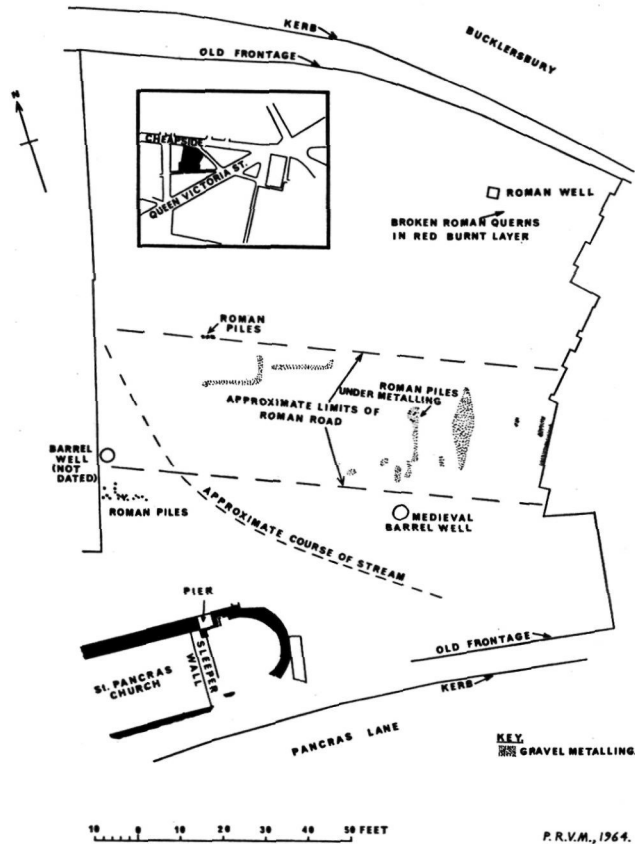 KERB
BUCKLERSBURY
OLD FRONTAGE
N
CHEAPSIDE
QUEEN VICTORIA ST.
ROMAN WELL
BROKEN ROMAN QUERNS
IN RED BURNT LAYER
ROMAN
PILES
ROMAN PILES
UNDER METALLING
APPROXIMATE LIMITS OF
ROMAN ROAD
BARREL
WELL
(NOT
DATED)
ROMAN PILES
MEDIEVAL
BARREL WELL
APPROXIMATE COURSE OF STREAM
PIER
SLEEPER
WALL
St. PANCRAS
CHURCH
OLD FRONTAGE
KERB
PANCRAS LANE
KEY.
GRAVEL METALLING.
10 0 10 20 30 40 50 FEET
P.R.V.M., 1964.